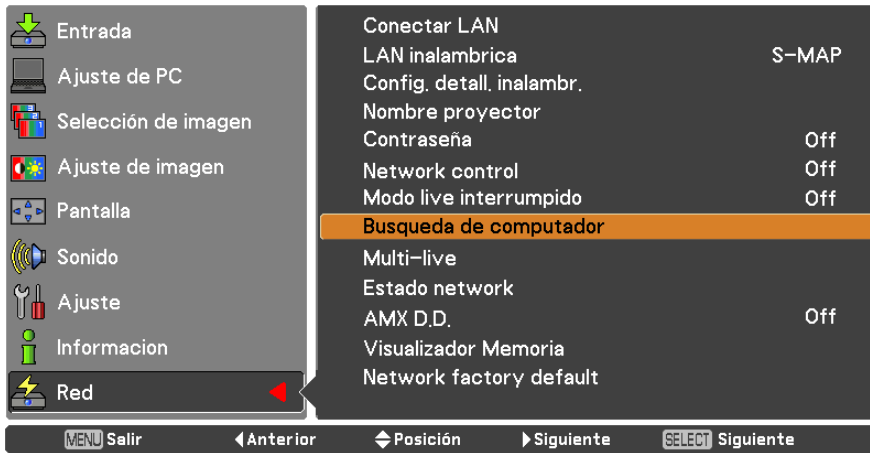 Entrada
Ajuste de PC
Selección de imagen
Ajuste de imagen
Pantalla
Sonido
Ajuste
Informacion
Red
Conectar LAN
LAN inalambrica S-MAP
Config. detall. inalambr.
Nombre proyector
Contraseña Off
Network control Off
Modo live interrumpido Off
Busqueda de computador
Multi-live
Estado network
AMX D.D. Off
Visualizador Memoria
Network factory default
MENU Salir Anterior Posición Siguiente SELECT Siguiente